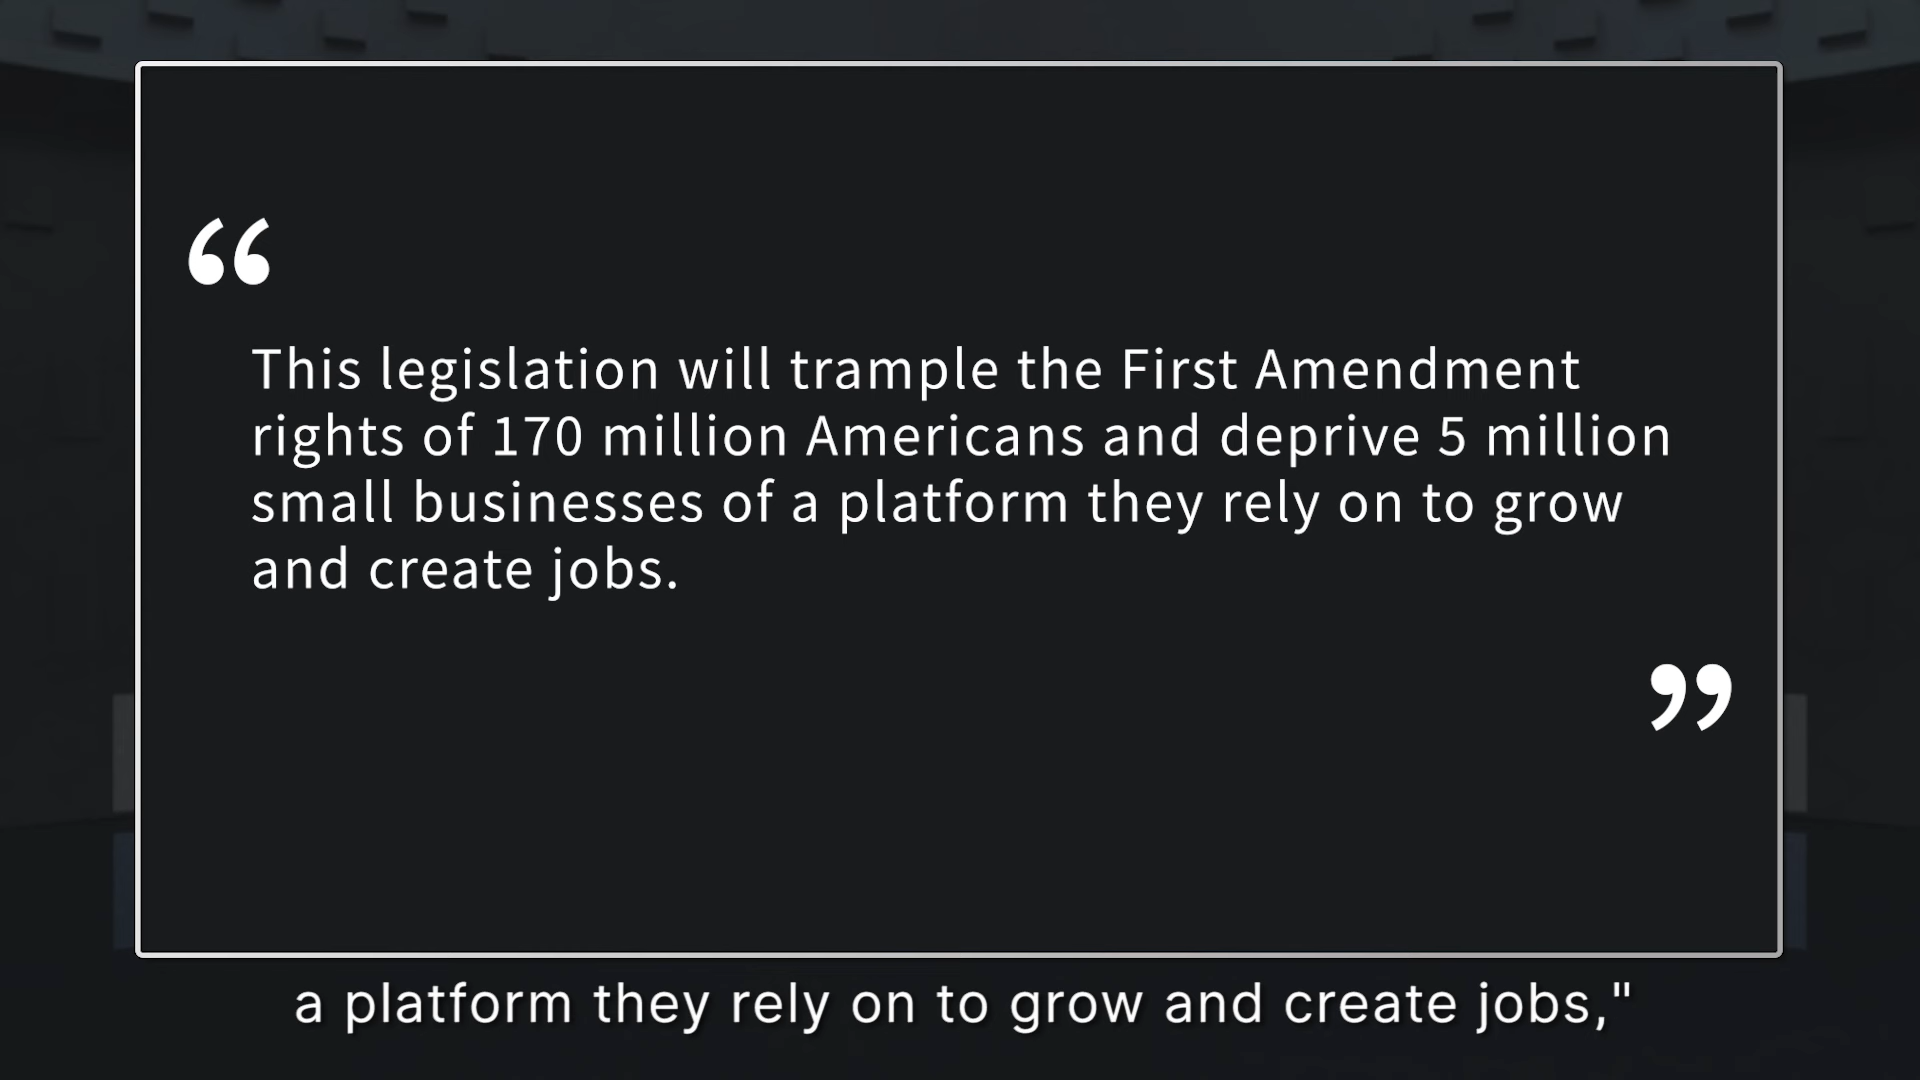 “
This legislation will trample the First Amendment
rights of 170 million Americans and deprive 5 million
small businesses of a platform they rely on to grow
and create jobs.
”
a platform they rely on to grow and create jobs,"